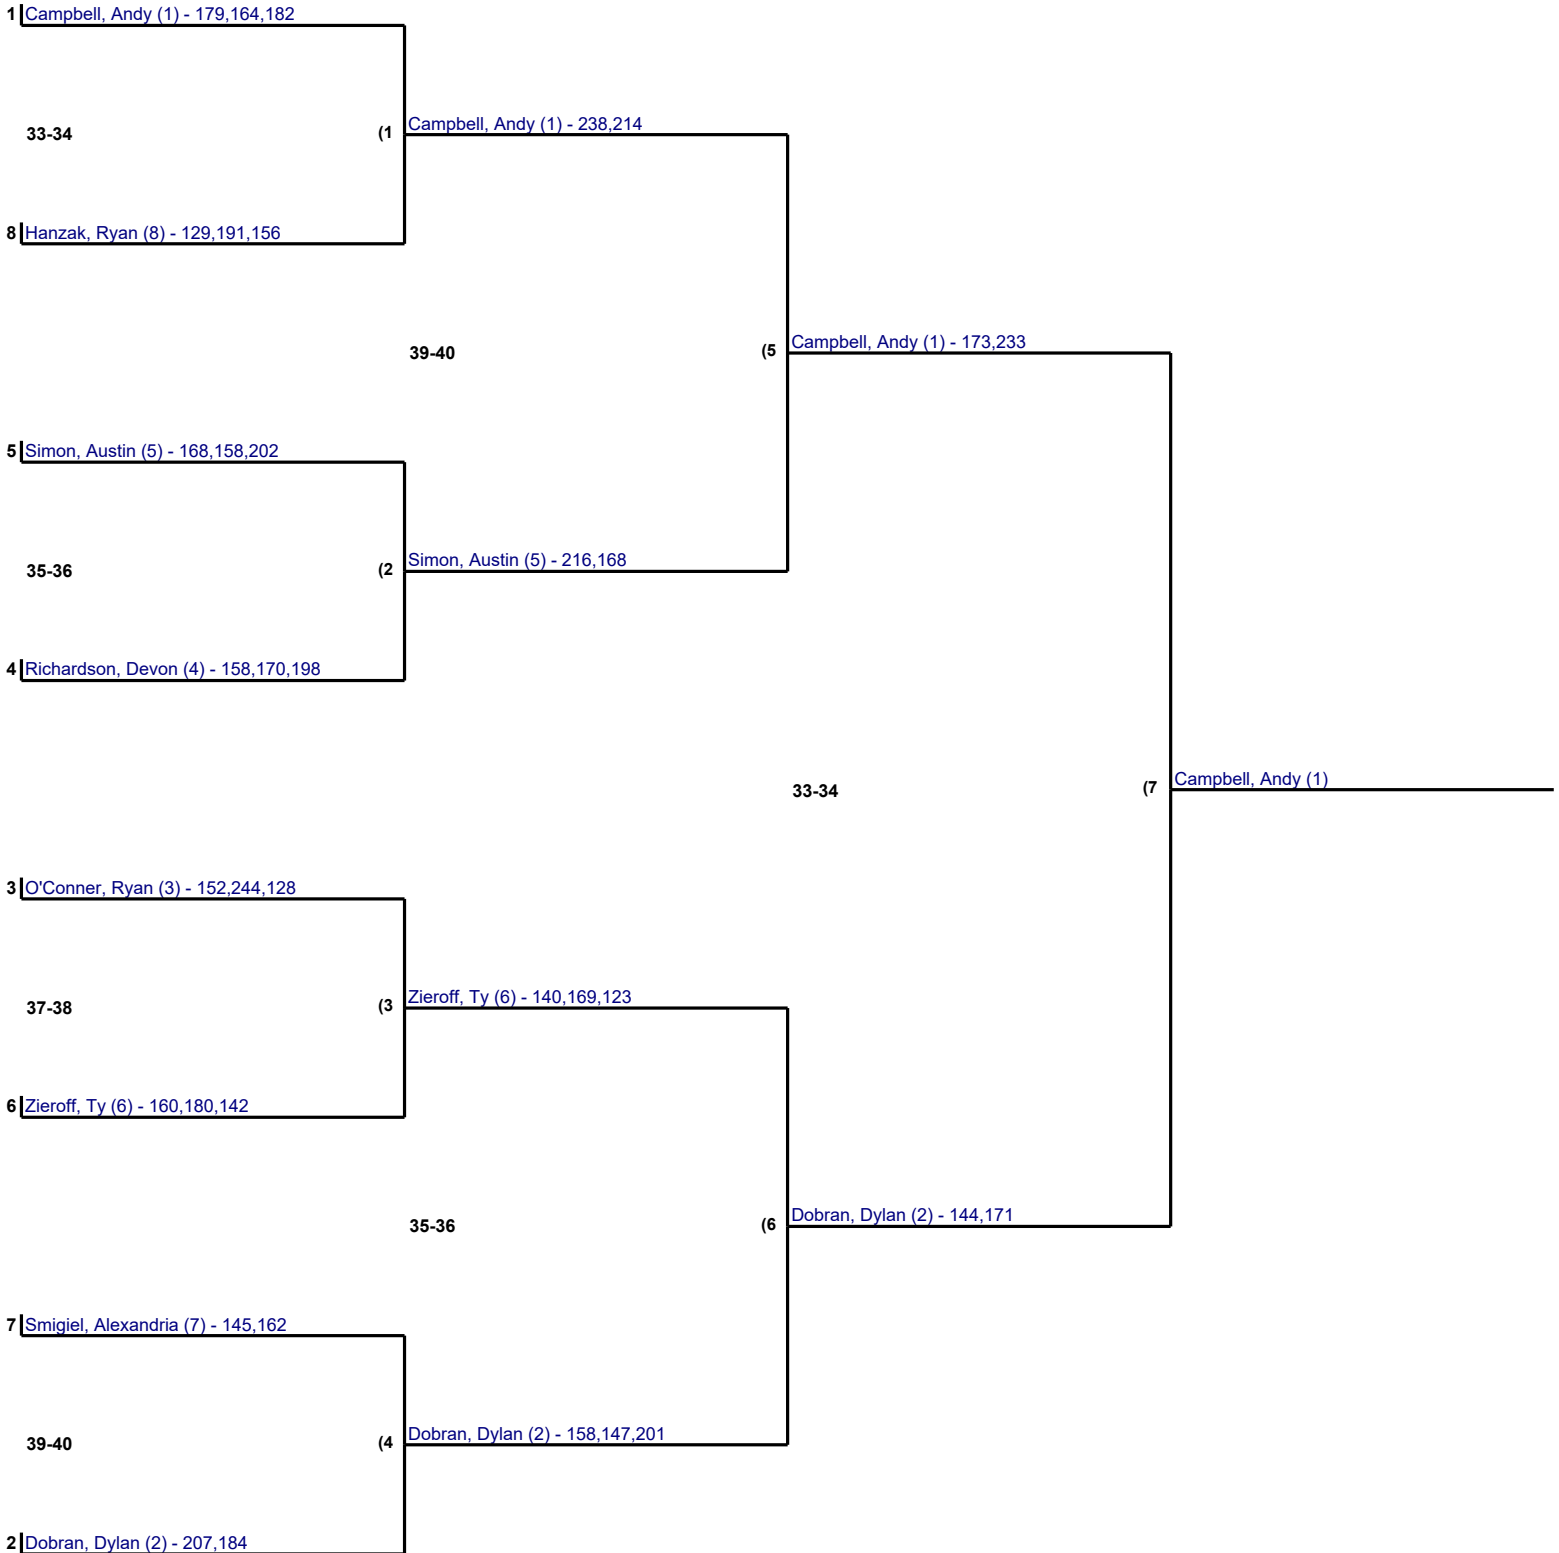 1 Campbell, Andy (1) - 179,164,182
33-34 (1 Campbell, Andy (1) - 238,214
8 Hanzak, Ryan (8) - 129,191,156
39-40 (5 Campbell, Andy (1) - 173,233
5 Simon, Austin (5) - 168,158,202
35-36 (2 Simon, Austin (5) - 216,168
4 Richardson, Devon (4) - 158,170,198
33-34 (7 Campbell, Andy (1)
3 O'Conner, Ryan (3) - 152,244,128
37-38 (3 Zieroff, Ty (6) - 140,169,123
6 Zieroff, Ty (6) - 160,180,142
35-36 (6 Dobran, Dylan (2) - 144,171
7 Smigiel, Alexandria (7) - 145,162
39-40 (4 Dobran, Dylan (2) - 158,147,201
2 Dobran, Dylan (2) - 207,184